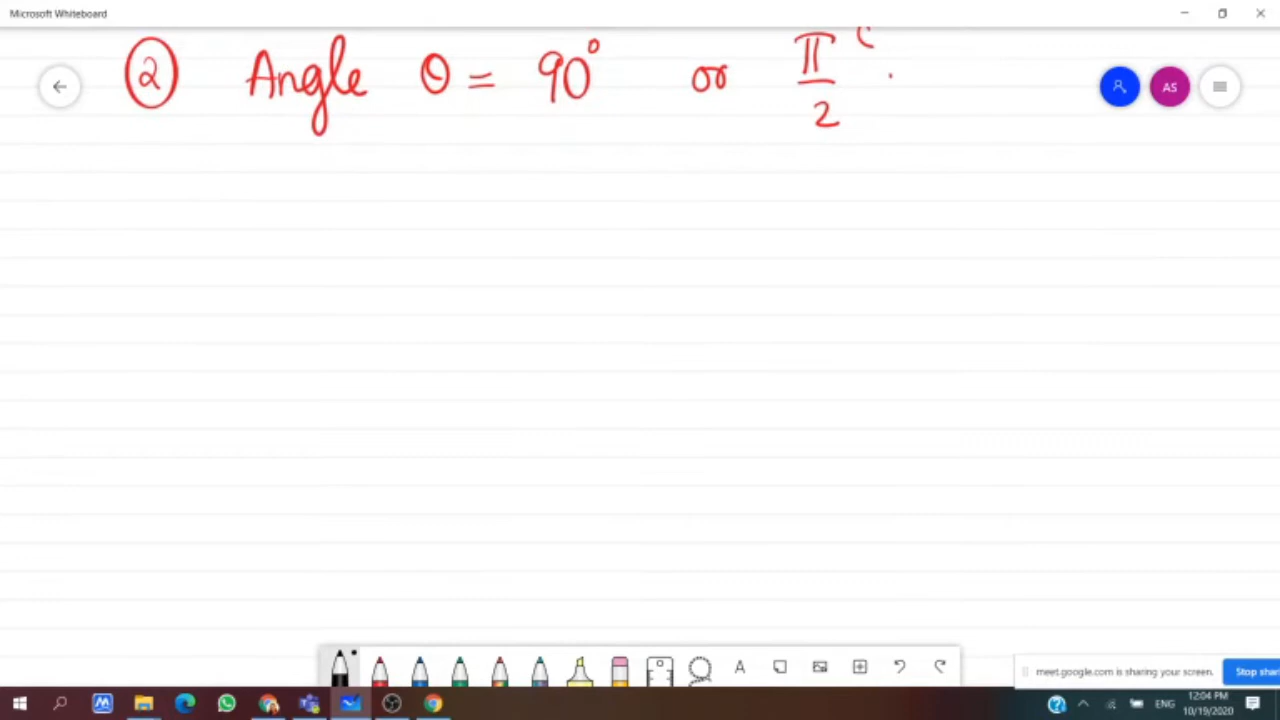 Microsoft Whiteboard
② Angle θ = 90° or π/2 ᶜ.
AS
A
meet.google.com is sharing your screen.
Stop shar
ENG
12:04 PM
10/19/2020